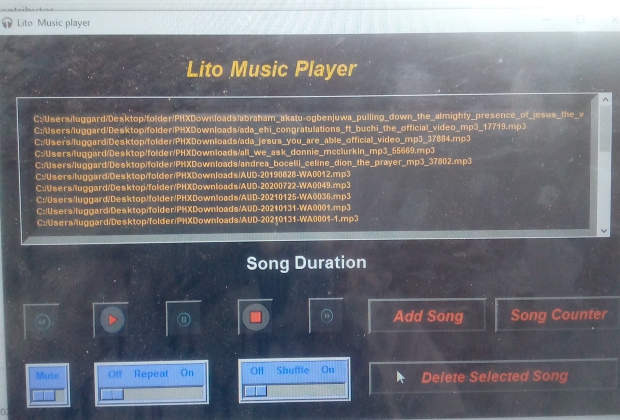 Lito Music player
Lito Music Player
C:/Users/luggard/Desktop/folder/PHXDownloads/abraham_akatu-ogbenjuwa_pulling_down_the_almighty_presence_of_jesus_the_v
C:/Users/luggard/Desktop/folder/PHXDownloads/ada_ehi_congratulations_ft_buchi_the_official_video_mp3_17719.mp3
C:/Users/luggard/Desktop/folder/PHXDownloads/ada_jesus_you_are_able_official_video_mp3_37884.mp3
C:/Users/luggard/Desktop/folder/PHXDownloads/all_we_ask_donnie_mcclurkin_mp3_55669.mp3
C:/Users/luggard/Desktop/folder/PHXDownloads/andrea_bocelli_celine_dion_the_prayer_mp3_37802.mp3
C:/Users/luggard/Desktop/folder/PHXDownloads/AUD-20190828-WA0012.mp3
C:/Users/luggard/Desktop/folder/PHXDownloads/AUD-20200722-WA0049.mp3
C:/Users/luggard/Desktop/folder/PHXDownloads/AUD-20210125-WA0036.mp3
C:/Users/luggard/Desktop/folder/PHXDownloads/AUD-20210131-WA0001.mp3
C:/Users/luggard/Desktop/folder/PHXDownloads/AUD-20210131-WA0001-1.mp3
Song Duration
Add Song Song Counter
Mute Off Repeat On Off Shuffle On
Delete Selected Song